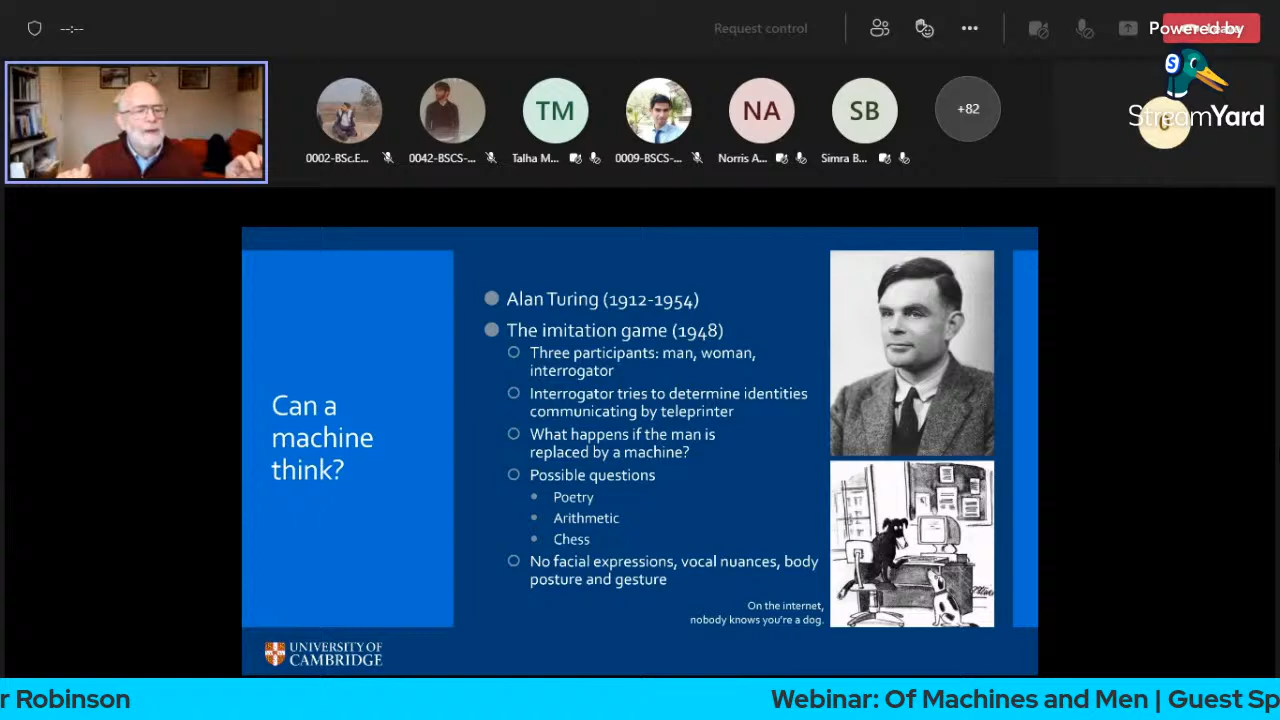 --:--
Request control
Powered by
StreamYard
TM
NA
SB
+82
0002-BSc.E...
0042-BSCS-...
Talha M...
0009-BSCS-...
Norris A...
Simra B...
Can a
machine
think?
Alan Turing (1912-1954)
The imitation game (1948)
Three participants: man, woman,
interrogator
Interrogator tries to determine identities
communicating by teleprinter
What happens if the man is
replaced by a machine?
Possible questions
Poetry
Arithmetic
Chess
No facial expressions, vocal nuances, body
posture and gesture
On the internet,
nobody knows you're a dog.
UNIVERSITY OF
CAMBRIDGE
r Robinson
Webinar: Of Machines and Men | Guest Sp